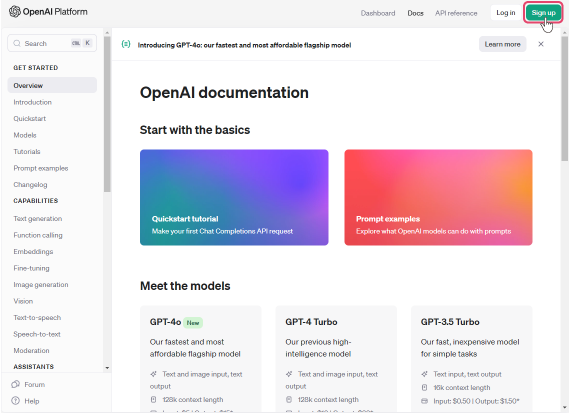 OpenAI Platform
Dashboard
Docs
API reference
Log in
Sign up
Search
CTRL K
GET STARTED
Overview
Introduction
Quickstart
Models
Tutorials
Prompt examples
Changelog
CAPABILITIES
Text generation
Function calling
Embeddings
Fine-tuning
Image generation
Vision
Text-to-speech
Speech-to-text
Moderation
ASSISTANTS
Forum
Help
Introducing GPT-4o: our fastest and most affordable flagship model
Learn more
OpenAI documentation
Start with the basics
Quickstart tutorial
Make your first Chat Completions API request
Prompt examples
Explore what OpenAI models can do with prompts
Meet the models
GPT-4o New
Our fastest and most
affordable flagship model
Text and image input, text
output
128k context length
GPT-4 Turbo
Our previous high-
intelligence model
Text and image input, text
output
128k context length
GPT-3.5 Turbo
Our fast, inexpensive model
for simple tasks
Text input, text output
16k context length
Input: $0.50 | Output: $1.50*